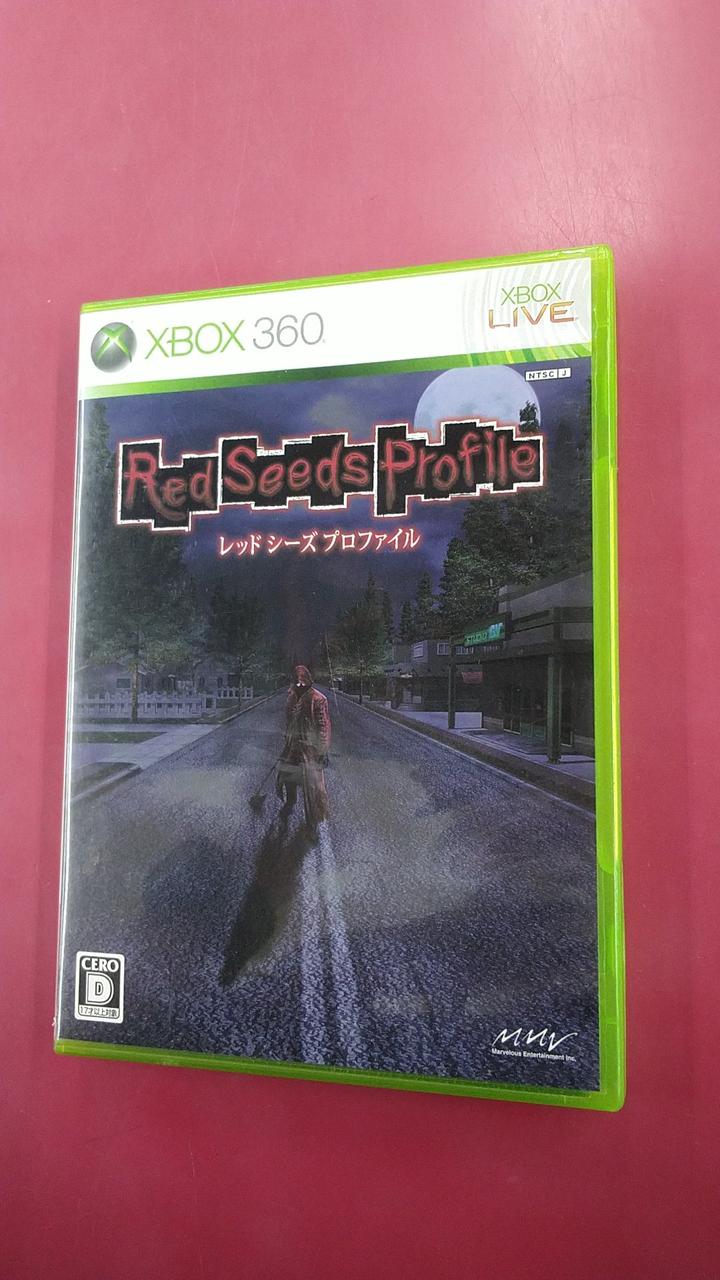 XBOX 360
XBOX
LIVE
NTSC J
Red Seeds Profile
レッド シーズ プロファイル
CERO
D
17才以上対象
MMV
Marvelous Entertainment Inc.